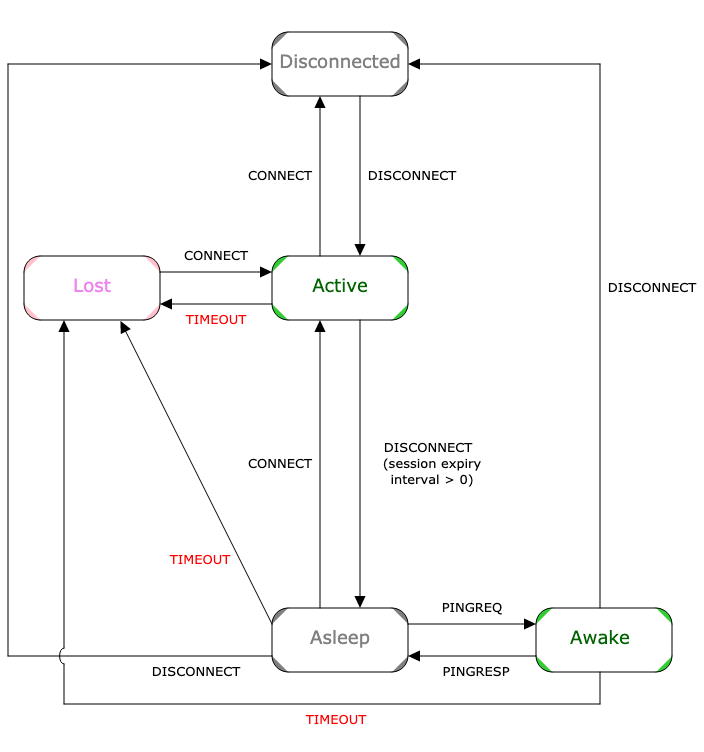 Disconnected
CONNECT
DISCONNECT
CONNECT
Lost
Active
DISCONNECT
TIMEOUT
DISCONNECT
(session expiry
interval > 0)
CONNECT
TIMEOUT
PINGREQ
Asleep
Awake
DISCONNECT
PINGRESP
TIMEOUT